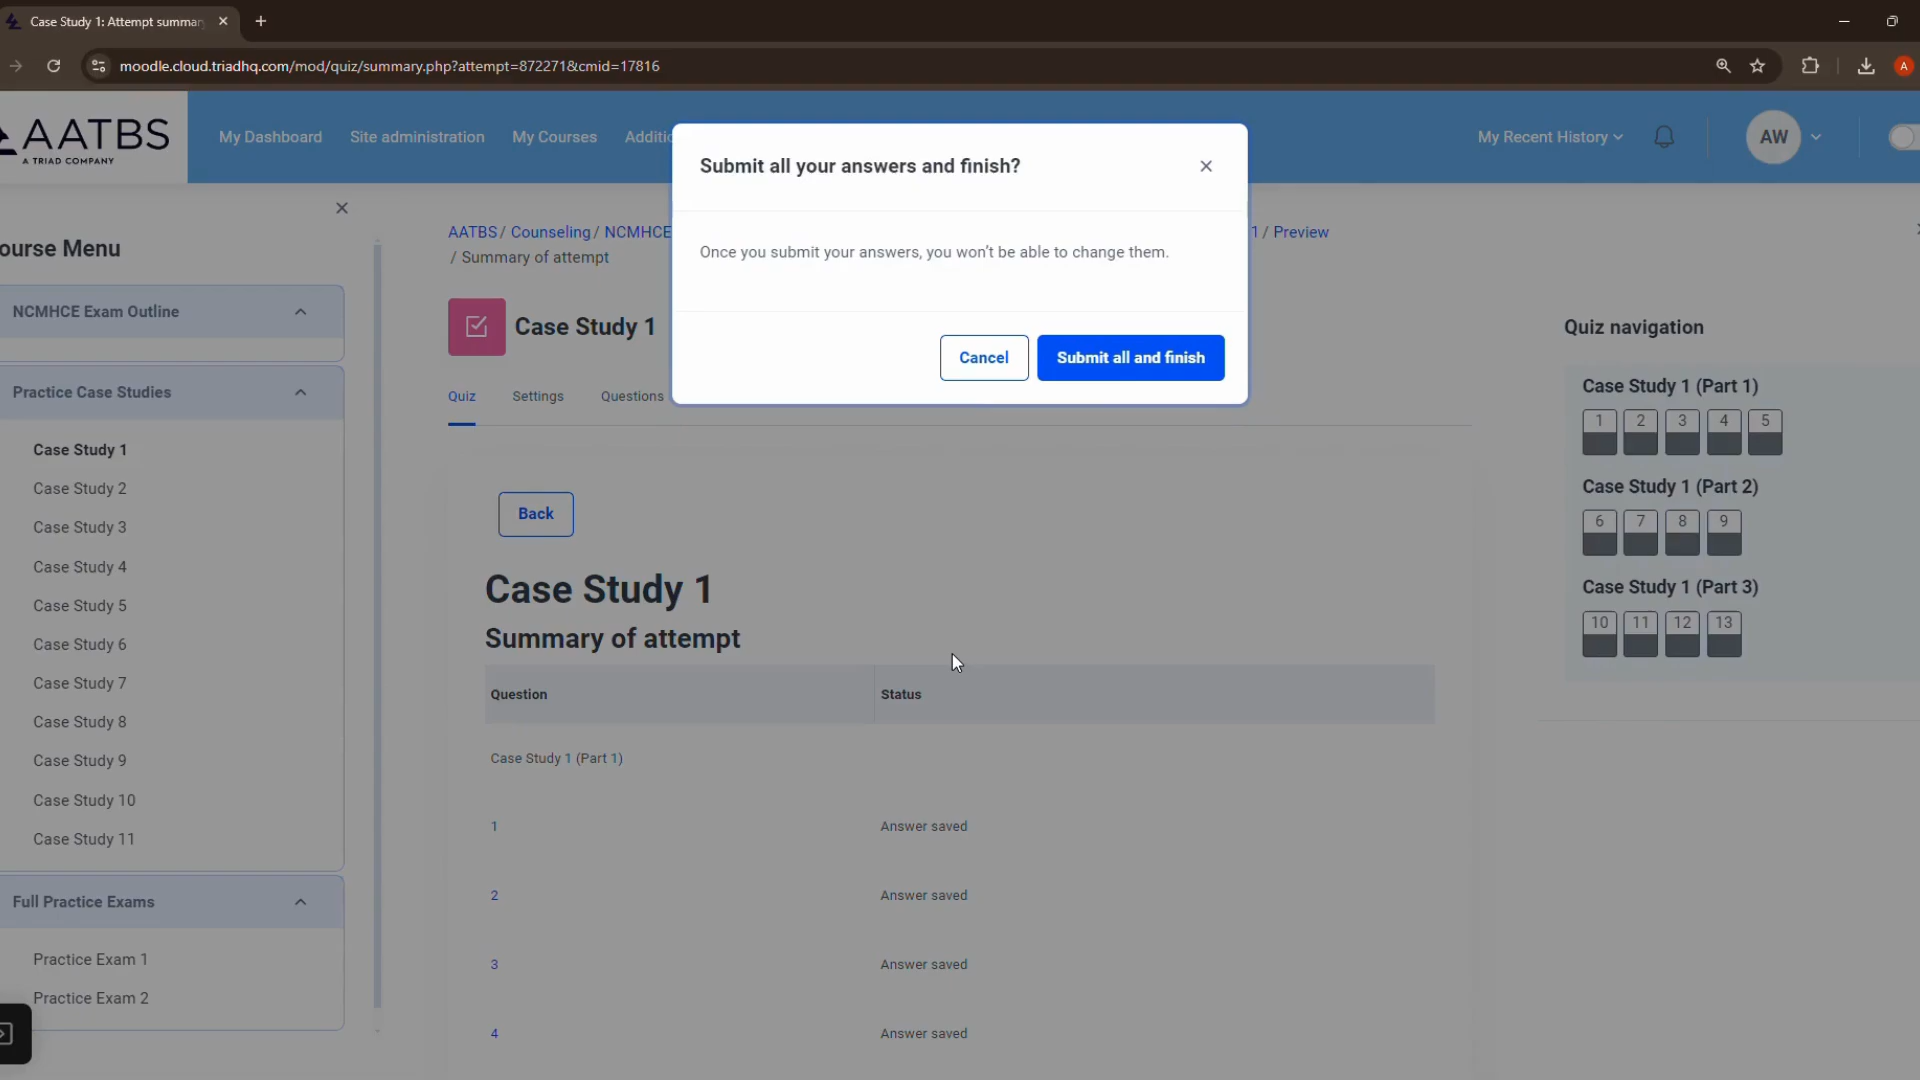 Case Study 1: Attempt summar
moodle.cloud.triadhq.com/mod/quiz/summary.php?attempt=872271&cmid=17816
A
AATBS
A TRIAD COMPANY
My Dashboard
Site administration
My Courses
Additio
My Recent History
AW
ourse Menu
NCMHCE Exam Outline
Practice Case Studies
Case Study 1
Case Study 2
Case Study 3
Case Study 4
Case Study 5
Case Study 6
Case Study 7
Case Study 8
Case Study 9
Case Study 10
Case Study 11
Full Practice Exams
Practice Exam 1
Practice Exam 2
AATBS / Counseling / NCMHCE
1 / Preview
/ Summary of attempt
Case Study 1
Quiz
Settings
Questions
Submit all your answers and finish?
Once you submit your answers, you won't be able to change them.
Cancel
Submit all and finish
Back
Case Study 1
Summary of attempt
Question Status
Case Study 1 (Part 1)
1 Answer saved
2 Answer saved
3 Answer saved
4 Answer saved
Quiz navigation
Case Study 1 (Part 1)
1 2 3 4 5
Case Study 1 (Part 2)
6 7 8 9
Case Study 1 (Part 3)
10 11 12 13